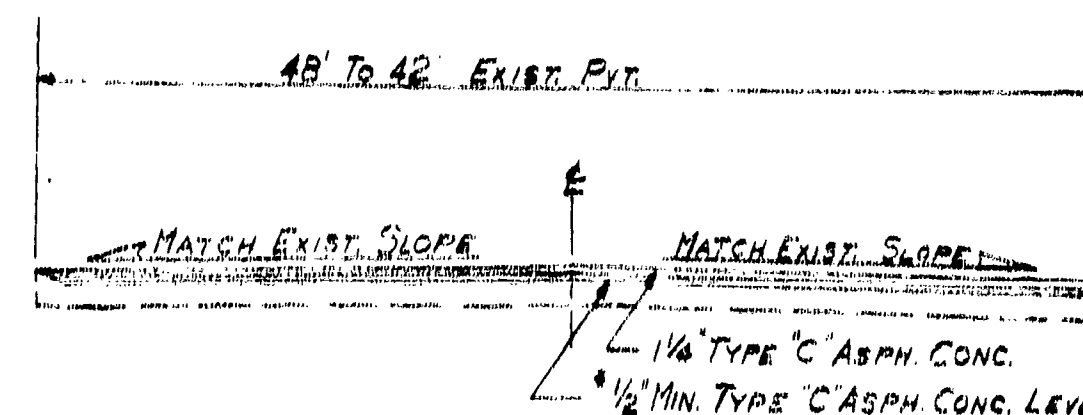 48' TO 42' EXIST. PVT.
℄
MATCH EXIST. SLOPE
MATCH EXIST. SLOPE
1¼" TYPE "C" ASPH. CONC.
* ½" MIN. TYPE "C" ASPH. CONC. LEV